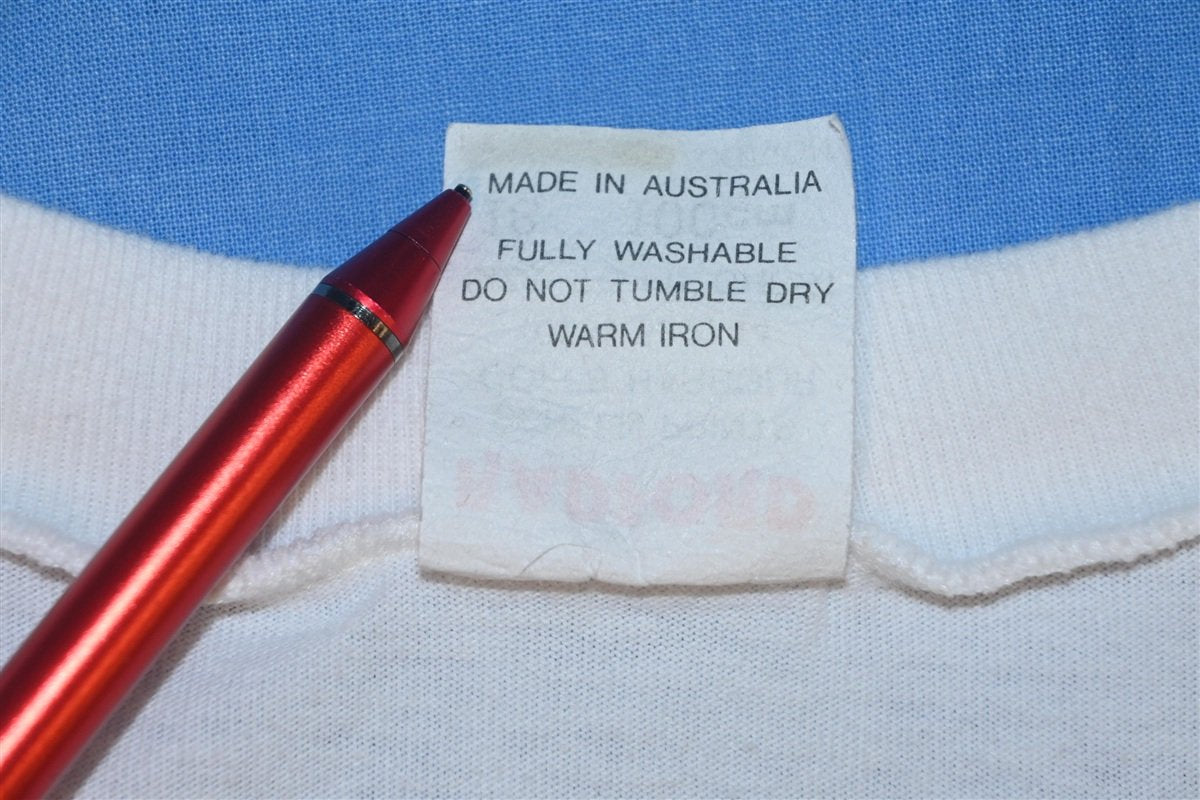 MADE IN AUSTRALIA
FULLY WASHABLE
DO NOT TUMBLE DRY
WARM IRON